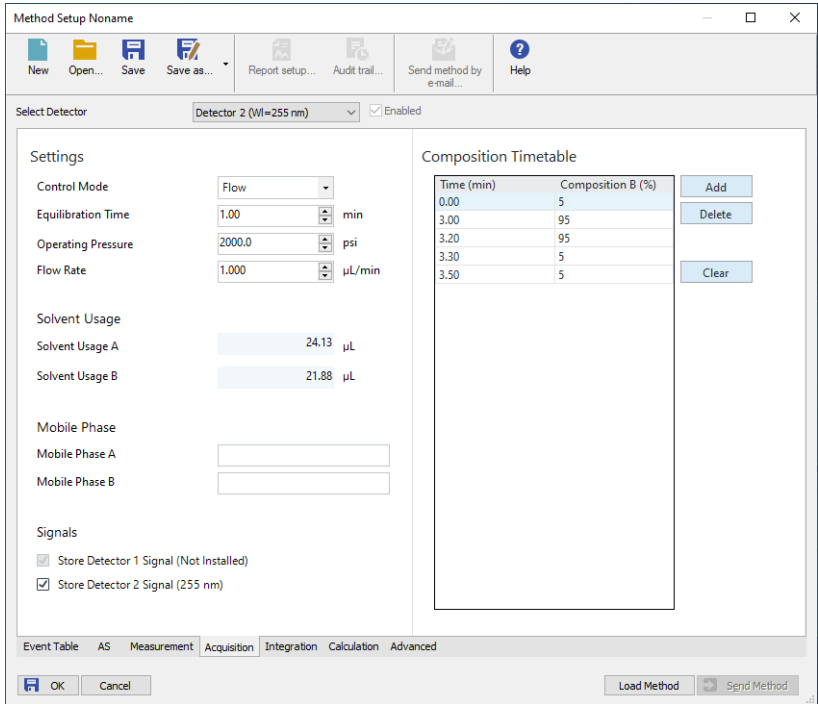 Method Setup Noname
New Open... Save Save as... Report setup... Audit trail... Send method by e-mail... Help
Select Detector Detector 2 (Wl=255 nm) Enabled
Settings
Control Mode Flow
Equilibration Time 1.00 min
Operating Pressure 2000.0 psi
Flow Rate 1.000 µL/min
Solvent Usage
Solvent Usage A 24.13 µL
Solvent Usage B 21.88 µL
Mobile Phase
Mobile Phase A
Mobile Phase B
Signals
Store Detector 1 Signal (Not Installed)
Store Detector 2 Signal (255 nm)
Composition Timetable
Time (min) Composition B (%)
0.00 5
3.00 95
3.20 95
3.30 5
3.50 5
Add
Delete
Clear
Event Table AS Measurement Acquisition Integration Calculation Advanced
OK Cancel Load Method Send Method